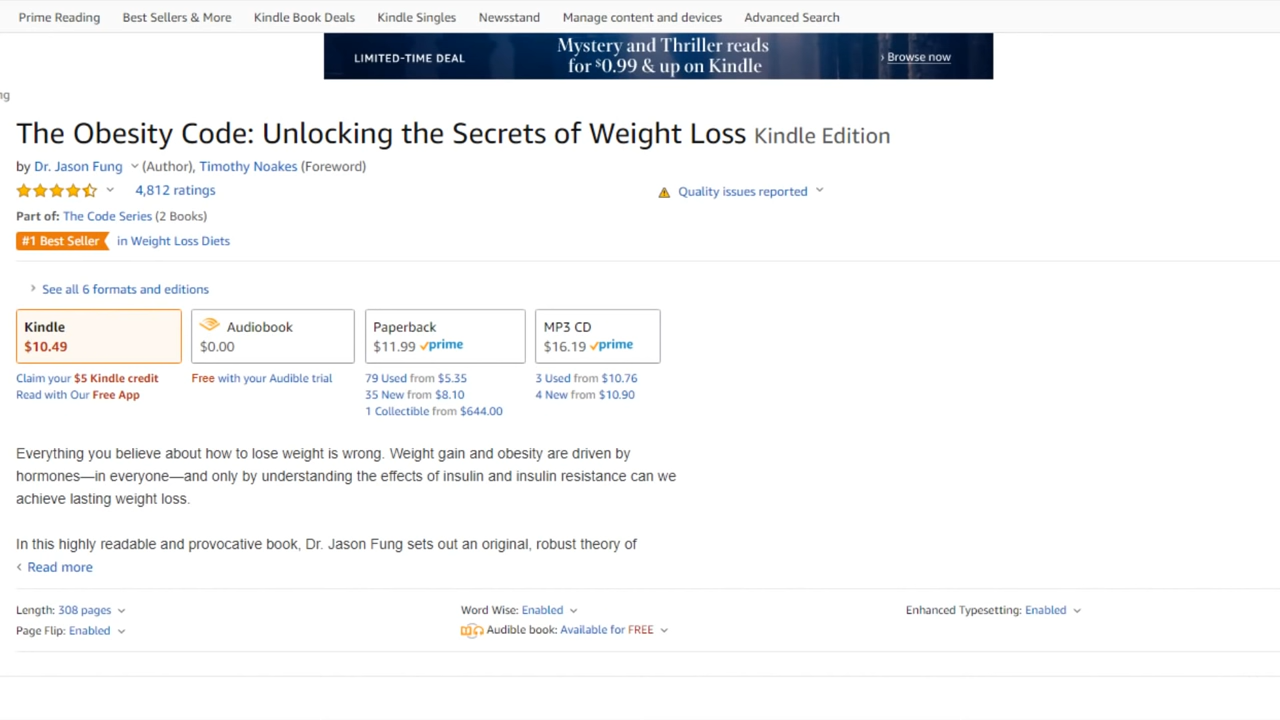 Prime Reading Best Sellers & More Kindle Book Deals Kindle Singles Newsstand Manage content and devices Advanced Search
LIMITED-TIME DEAL
Mystery and Thriller reads
for $0.99 & up on Kindle
› Browse now
ng
The Obesity Code: Unlocking the Secrets of Weight Loss Kindle Edition
by Dr. Jason Fung (Author), Timothy Noakes (Foreword)
4,812 ratings
Quality issues reported
Part of: The Code Series (2 Books)
#1 Best Seller in Weight Loss Diets
› See all 6 formats and editions
Kindle
$10.49
Claim your $5 Kindle credit
Read with Our Free App
Audiobook
$0.00
Free with your Audible trial
Paperback
$11.99 prime
79 Used from $5.35
35 New from $8.10
1 Collectible from $644.00
MP3 CD
$16.19 prime
3 Used from $10.76
4 New from $10.90
Everything you believe about how to lose weight is wrong. Weight gain and obesity are driven by
hormones—in everyone—and only by understanding the effects of insulin and insulin resistance can we
achieve lasting weight loss.
In this highly readable and provocative book, Dr. Jason Fung sets out an original, robust theory of
‹ Read more
Length: 308 pages
Word Wise: Enabled
Enhanced Typesetting: Enabled
Page Flip: Enabled
Audible book: Available for FREE